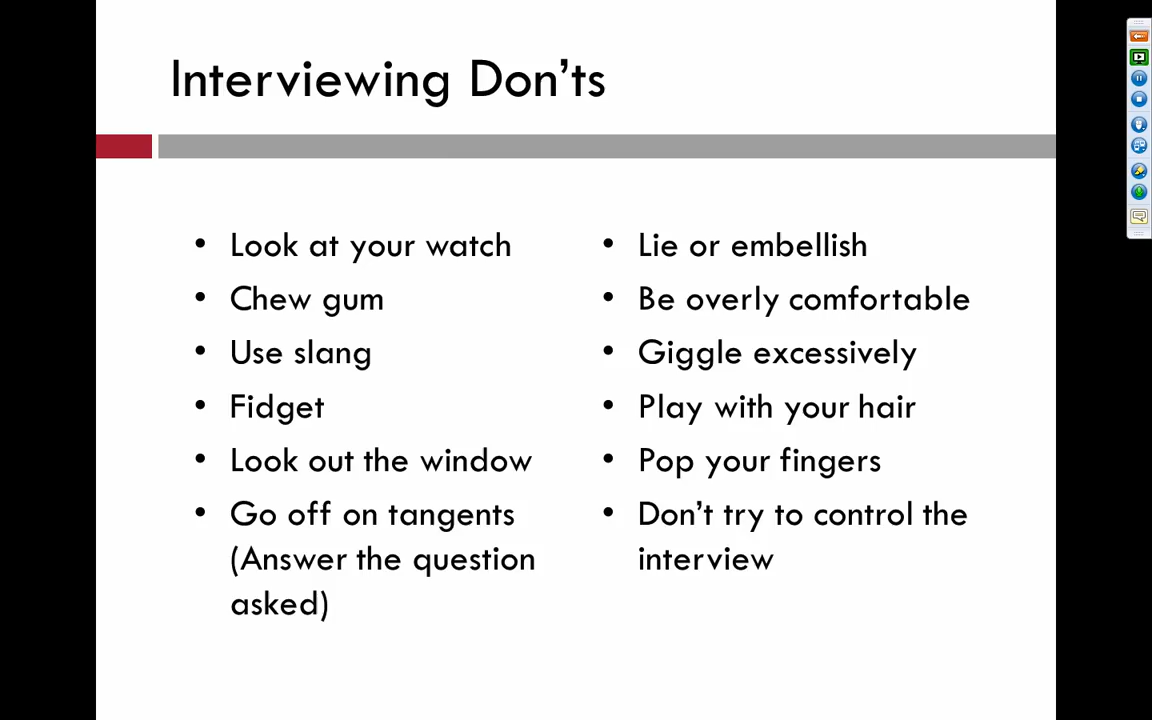 Interviewing Don'ts
• Look at your watch
• Chew gum
• Use slang
• Fidget
• Look out the window
• Go off on tangents
(Answer the question
asked)
• Lie or embellish
• Be overly comfortable
• Giggle excessively
• Play with your hair
• Pop your fingers
• Don't try to control the
interview